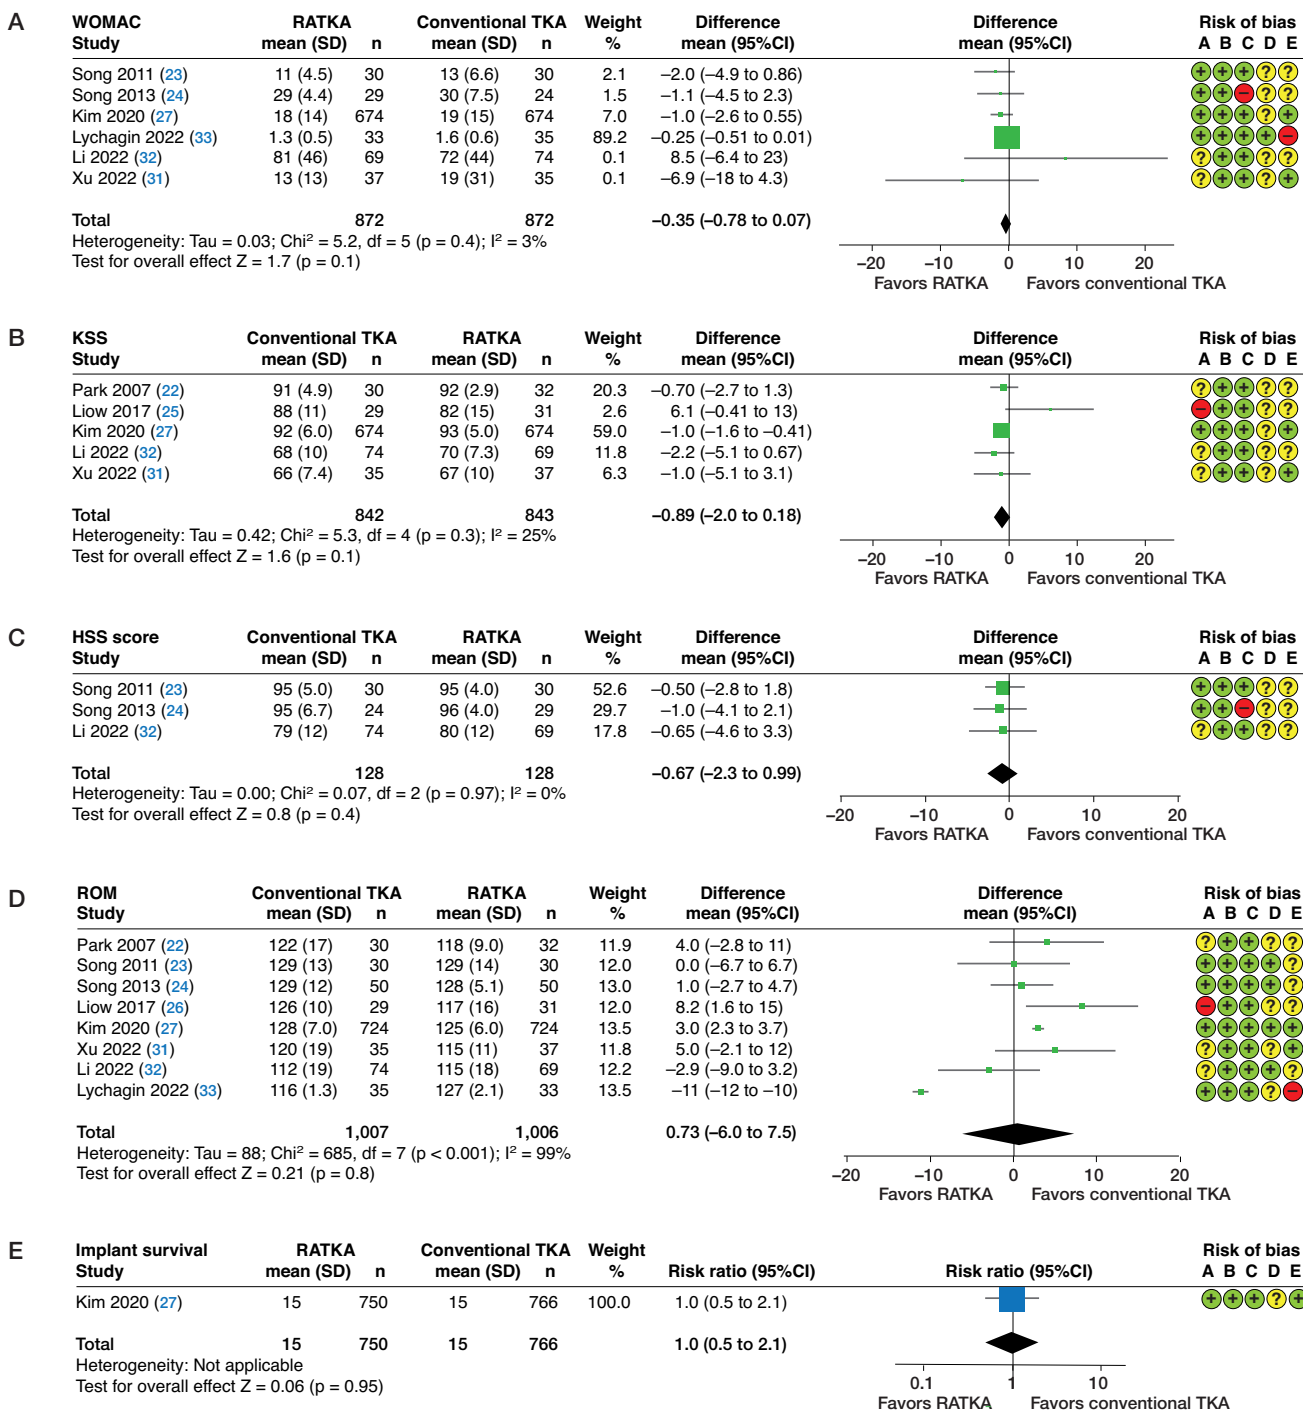 A
WOMAC RATKA Conventional TKA Weight Difference Difference Risk of bias
Study mean (SD) n mean (SD) n % mean (95%CI) mean (95%CI) A B C D E
Song 2011 (23) 11 (4.5) 30 13 (6.6) 30 2.1 –2.0 (–4.9 to 0.86) + + + ? ?
Song 2013 (24) 29 (4.4) 29 30 (7.5) 24 1.5 –1.1 (–4.5 to 2.3) + + – ? ?
Kim 2020 (27) 18 (14) 674 19 (15) 674 7.0 –1.0 (–2.6 to 0.55) + + + ? +
Lychagin 2022 (33) 1.3 (0.5) 33 1.6 (0.6) 35 89.2 –0.25 (–0.51 to 0.01) + + + + –
Li 2022 (32) 81 (46) 69 72 (44) 74 0.1 8.5 (–6.4 to 23) ? + + ? ?
Xu 2022 (31) 13 (13) 37 19 (31) 35 0.1 –6.9 (–18 to 4.3) ? + + ? +
Total 872 872 –0.35 (–0.78 to 0.07)
Heterogeneity: Tau = 0.03; Chi² = 5.2, df = 5 (p = 0.4); I² = 3%
Test for overall effect Z = 1.7 (p = 0.1)
–20 –10 0 10 20
Favors RATKA Favors conventional TKA
B
KSS Conventional TKA RATKA Weight Difference Difference Risk of bias
Study mean (SD) n mean (SD) n % mean (95%CI) mean (95%CI) A B C D E
Park 2007 (22) 91 (4.9) 30 92 (2.9) 32 20.3 –0.70 (–2.7 to 1.3) ? + + ? ?
Liow 2017 (25) 88 (11) 29 82 (15) 31 2.6 6.1 (–0.41 to 13) – + + ? ?
Kim 2020 (27) 92 (6.0) 674 93 (5.0) 674 59.0 –1.0 (–1.6 to –0.41) + + + ? +
Li 2022 (32) 68 (10) 74 70 (7.3) 69 11.8 –2.2 (–5.1 to 0.67) ? + + ? ?
Xu 2022 (31) 66 (7.4) 35 67 (10) 37 6.3 –1.0 (–5.1 to 3.1) ? + + ? +
Total 842 843 –0.89 (–2.0 to 0.18)
Heterogeneity: Tau = 0.42; Chi² = 5.3, df = 4 (p = 0.3); I² = 25%
Test for overall effect Z = 1.6 (p = 0.1)
–20 –10 0 10 20
Favors RATKA Favors conventional TKA
C
HSS score Conventional TKA RATKA Weight Difference Difference Risk of bias
Study mean (SD) n mean (SD) n % mean (95%CI) mean (95%CI) A B C D E
Song 2011 (23) 95 (5.0) 30 95 (4.0) 30 52.6 –0.50 (–2.8 to 1.8) + + + ? ?
Song 2013 (24) 95 (6.7) 24 96 (4.0) 29 29.7 –1.0 (–4.1 to 2.1) + + – ? ?
Li 2022 (32) 79 (12) 74 80 (12) 69 17.8 –0.65 (–4.6 to 3.3) ? + + ? ?
Total 128 128 –0.67 (–2.3 to 0.99)
Heterogeneity: Tau = 0.00; Chi² = 0.07, df = 2 (p = 0.97); I² = 0%
Test for overall effect Z = 0.8 (p = 0.4)
–20 –10 0 10 20
Favors RATKA Favors conventional TKA
D
ROM Conventional TKA RATKA Weight Difference Difference Risk of bias
Study mean (SD) n mean (SD) n % mean (95%CI) mean (95%CI) A B C D E
Park 2007 (22) 122 (17) 30 118 (9.0) 32 11.9 4.0 (–2.8 to 11) ? + + ? ?
Song 2011 (23) 129 (13) 30 129 (14) 30 12.0 0.0 (–6.7 to 6.7) + + + + ?
Song 2013 (24) 129 (12) 50 128 (5.1) 50 13.0 1.0 (–2.7 to 4.7) + + + + ?
Liow 2017 (26) 126 (10) 29 117 (16) 31 12.0 8.2 (1.6 to 15) – + + ? ?
Kim 2020 (27) 128 (7.0) 724 125 (6.0) 724 13.5 3.0 (2.3 to 3.7) + + + + +
Xu 2022 (31) 120 (19) 35 115 (11) 37 11.8 5.0 (–2.1 to 12) ? + + ? +
Li 2022 (32) 112 (19) 74 115 (18) 69 12.2 –2.9 (–9.0 to 3.2) ? + + + ?
Lychagin 2022 (33) 116 (1.3) 35 127 (2.1) 33 13.5 –11 (–12 to –10) + + + ? –
Total 1,007 1,006 0.73 (–6.0 to 7.5)
Heterogeneity: Tau = 88; Chi² = 685, df = 7 (p < 0.001); I² = 99%
Test for overall effect Z = 0.21 (p = 0.8)
–20 –10 0 10 20
Favors RATKA Favors conventional TKA
E
Implant survival RATKA Conventional TKA Weight Risk of bias
Study mean (SD) n mean (SD) n % Risk ratio (95%CI) Risk ratio (95%CI) A B C D E
Kim 2020 (27) 15 750 15 766 100.0 1.0 (0.5 to 2.1) + + + ? +
Total 15 750 15 766 1.0 (0.5 to 2.1)
Heterogeneity: Not applicable
Test for overall effect Z = 0.06 (p = 0.95)
0.1 1 10
Favors RATKA Favors conventional TKA